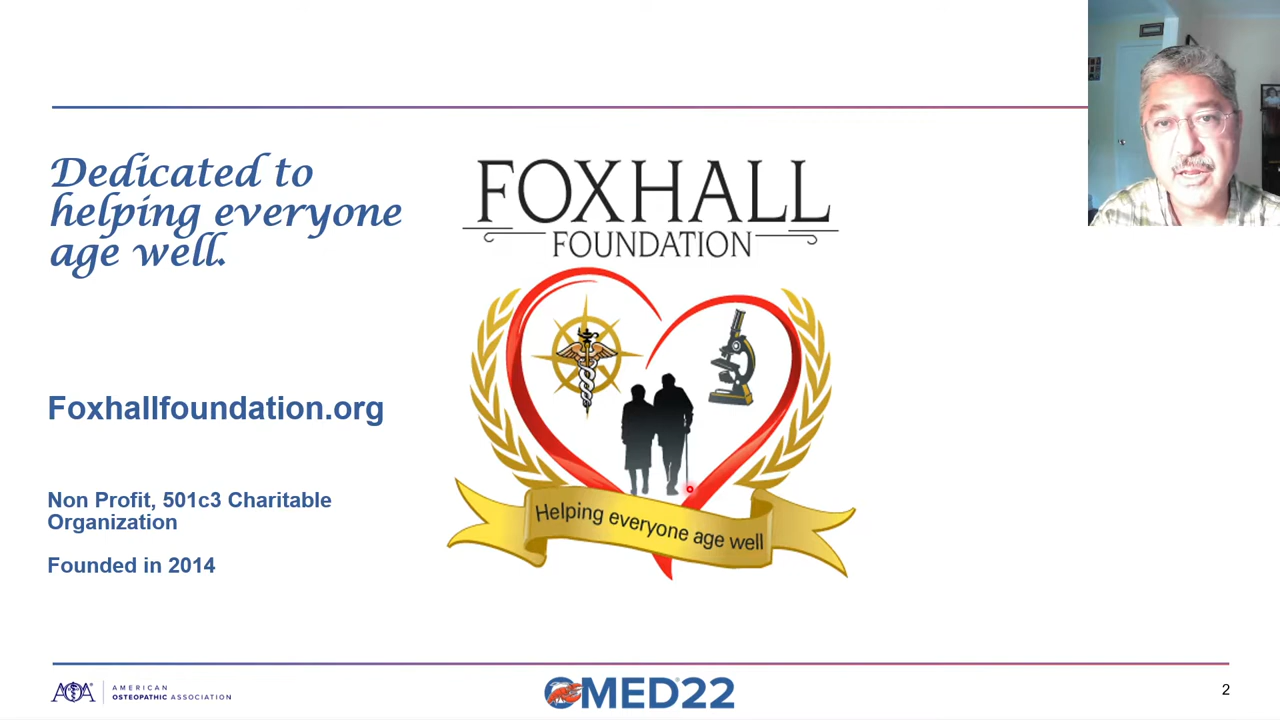 Dedicated to
helping everyone
age well.
FOXHALL
FOUNDATION
Foxhallfoundation.org
Helping everyone age well
Non Profit, 501c3 Charitable
Organization
Founded in 2014
AOA
AMERICAN
OSTEOPATHIC ASSOCIATION
OMED22
2